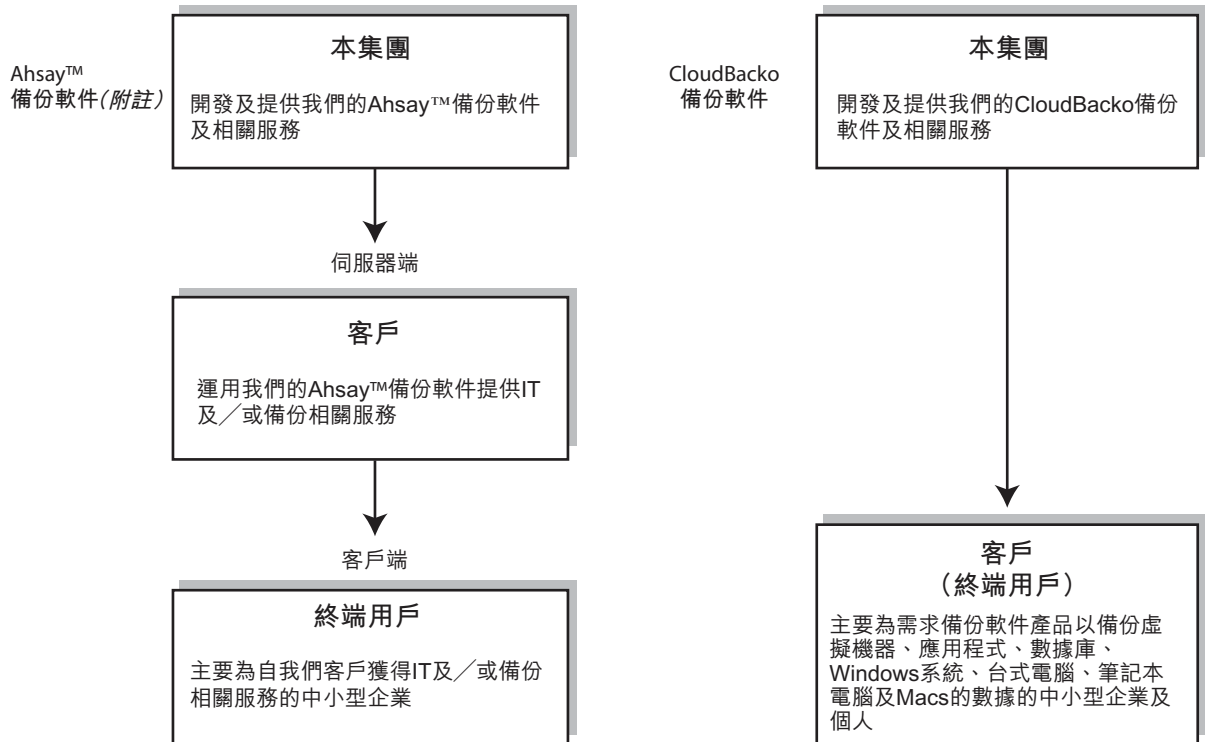 Ahsay™
備份軟件(附註)
本集團
開發及提供我們的Ahsay™備份軟件
及相關服務
伺服器端
客戶
運用我們的Ahsay™備份軟件提供IT
及／或備份相關服務
客戶端
終端用戶
主要為自我們客戶獲得IT及／或備份
相關服務的中小型企業
CloudBacko
備份軟件
本集團
開發及提供我們的CloudBacko備份
軟件及相關服務
客戶
（終端用戶）
主要為需求備份軟件產品以備份虛
擬機器、應用程式、數據庫、
Windows系統、台式電腦、筆記本
電腦及Macs的數據的中小型企業及
個人